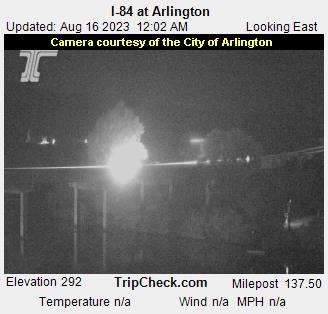 I-84 at Arlington
Updated: Aug 16 2023 12:02 AM Looking East
Camera courtesy of the City of Arlington
Elevation 292 TripCheck.com Milepost 137.50
Temperature n/a Wind n/a MPH n/a